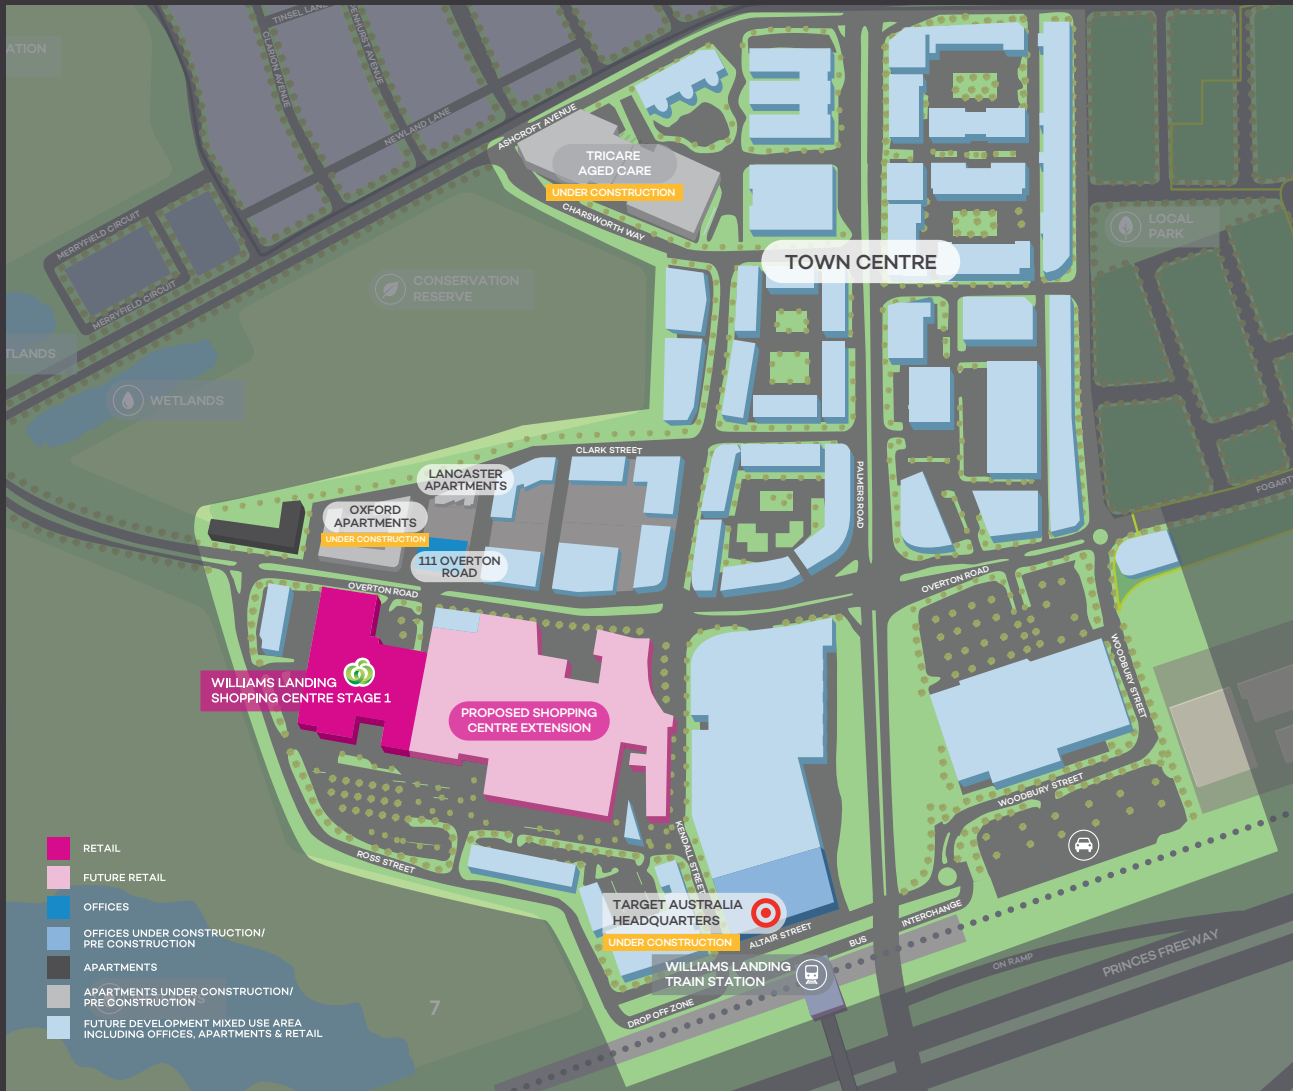 TINSEL LANE
CLARION AVENUE
NEWLAND LANE
ASHCROFT AVENUE
TRICARE
AGED CARE
UNDER CONSTRUCTION
CHARSWORTH WAY
MERRYFIELD CIRCUIT
MERRYFIELD CIRCUIT
CONSERVATION
RESERVE
TOWN CENTRE
LOCAL
PARK
WETLANDS
CLARK STREET
LANCASTER
APARTMENTS
OXFORD
APARTMENTS
UNDER CONSTRUCTION
111 OVERTON
ROAD
PALMERS ROAD
OVERTON ROAD
OVERTON ROAD
WOODBURY STREET
WILLIAMS LANDING
SHOPPING CENTRE STAGE 1
PROPOSED SHOPPING
CENTRE EXTENSION
WOODBURY STREET
KENDALL STREET
ROSS STREET
TARGET AUSTRALIA
HEADQUARTERS
UNDER CONSTRUCTION
ALTAIR STREET
BUS
INTERCHANGE
WILLIAMS LANDING
TRAIN STATION
DROP OFF ZONE
ON RAMP
PRINCES FREEWAY
RETAIL
FUTURE RETAIL
OFFICES
OFFICES UNDER CONSTRUCTION/
PRE CONSTRUCTION
APARTMENTS
APARTMENTS UNDER CONSTRUCTION/
PRE CONSTRUCTION
FUTURE DEVELOPMENT MIXED USE AREA
INCLUDING OFFICES, APARTMENTS & RETAIL
7